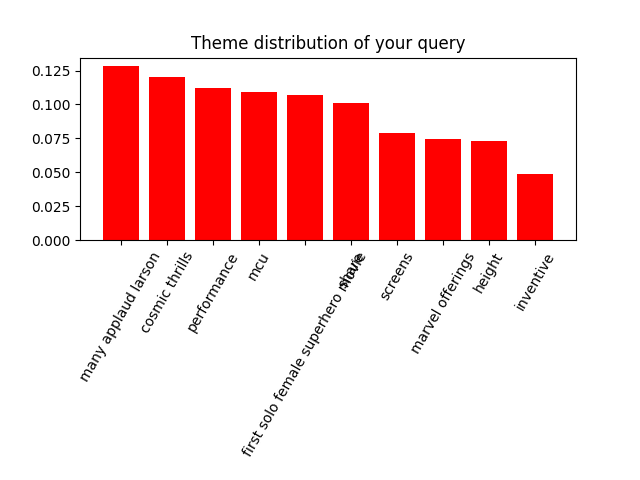 Theme distribution of your query
0.125
0.100
0.075
0.050
0.025
0.000
many applaud larson
cosmic thrills
performance
mcu
first solo female superhero movie
share
screens
marvel offerings
height
inventive